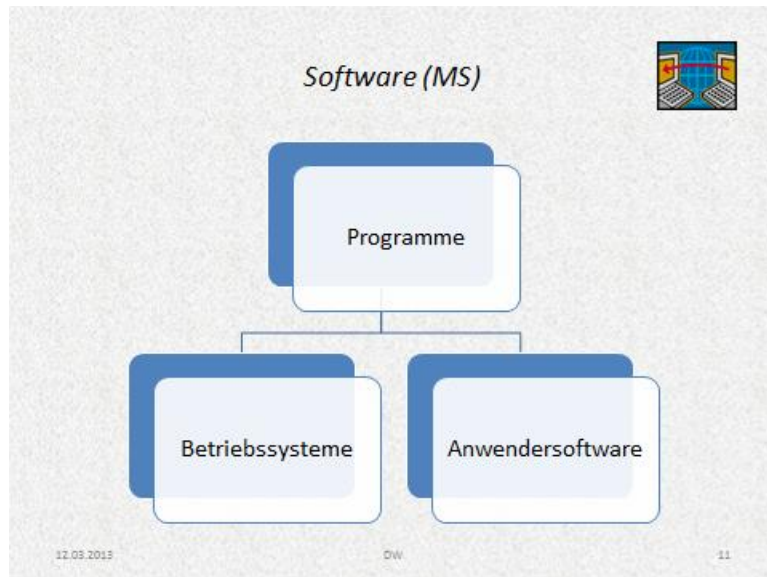 Software (MS)
Programme
Betriebssysteme
Anwendersoftware
12.03.2013
DW
11